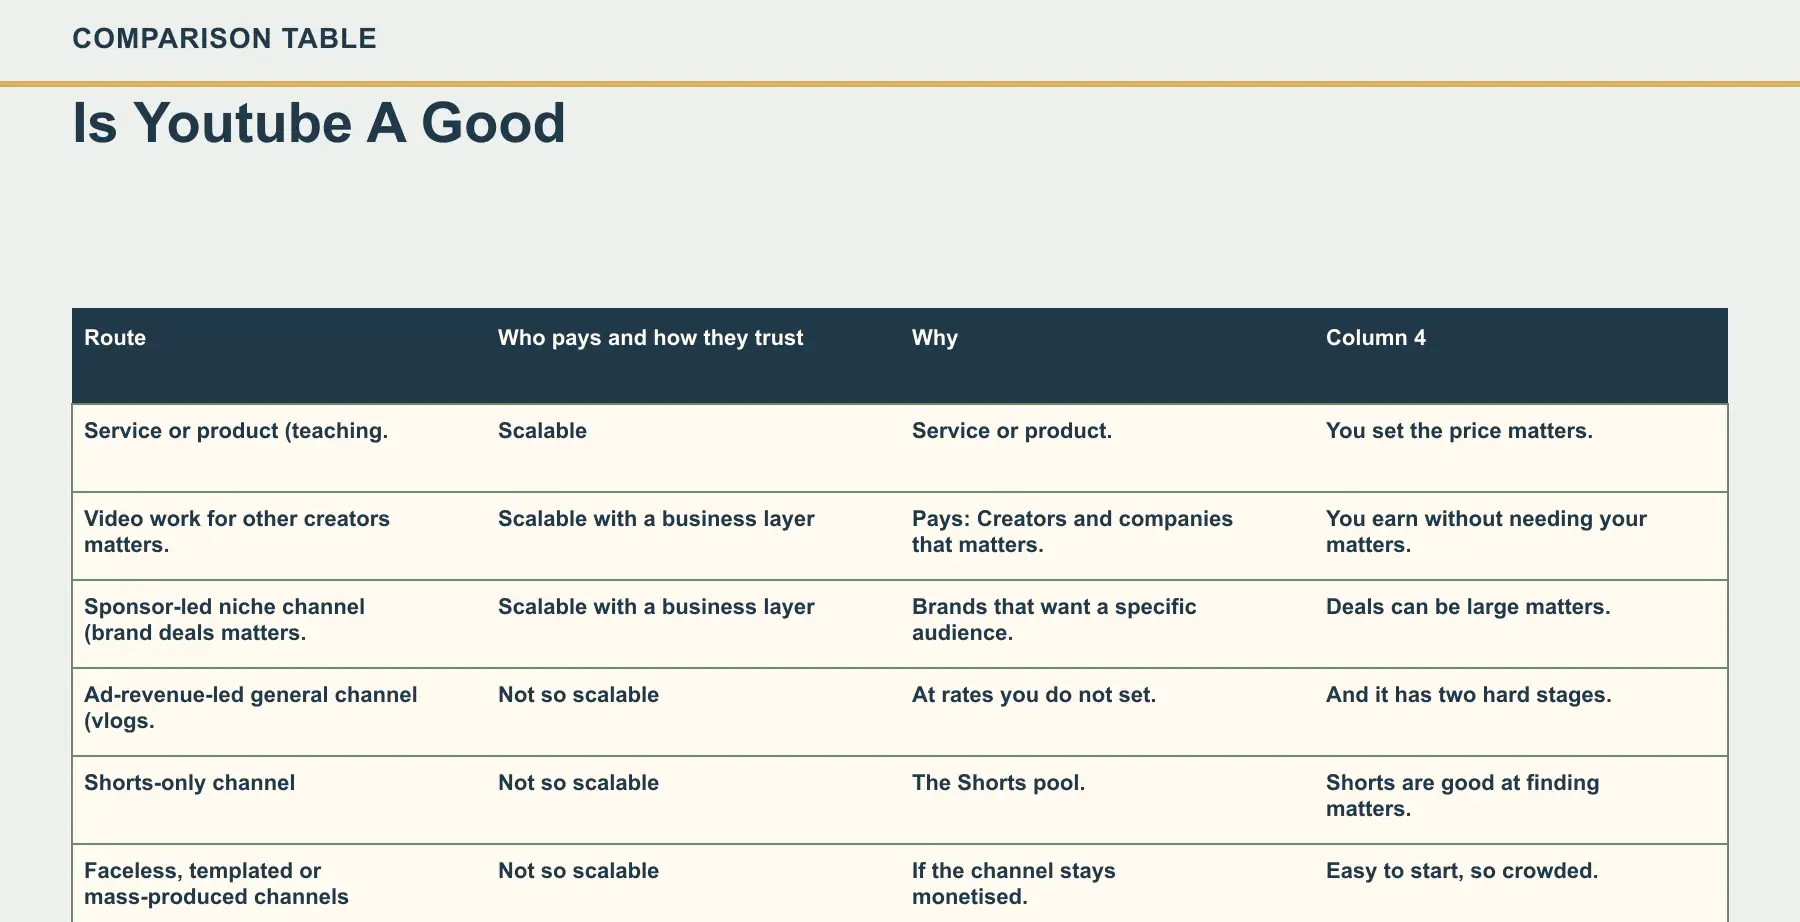 COMPARISON TABLE
Is Youtube A Good
Route
Who pays and how they trust
Why
Column 4
Service or product (teaching.
Scalable
Service or product.
You set the price matters.
Video work for other creators
matters.
Scalable with a business layer
Pays: Creators and companies
that matters.
You earn without needing your
matters.
Sponsor-led niche channel
(brand deals matters.
Scalable with a business layer
Brands that want a specific
audience.
Deals can be large matters.
Ad-revenue-led general channel
(vlogs.
Not so scalable
At rates you do not set.
And it has two hard stages.
Shorts-only channel
Not so scalable
The Shorts pool.
Shorts are good at finding
matters.
Faceless, templated or
mass-produced channels
Not so scalable
If the channel stays
monetised.
Easy to start, so crowded.